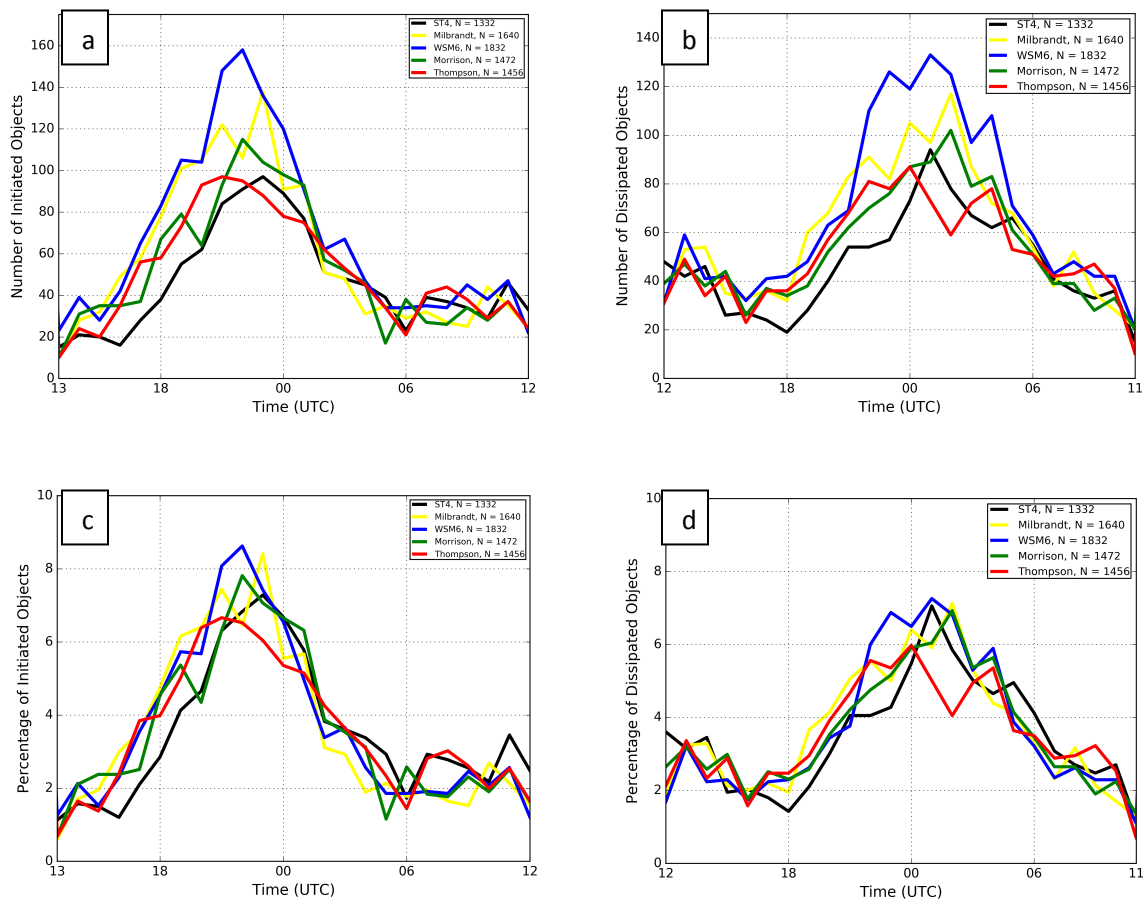 a
ST4, N = 1332
Milbrandt, N = 1640
WSM6, N = 1832
Morrison, N = 1472
Thompson, N = 1456
Number of Initiated Objects
160
140
120
100
80
60
40
20
0
13 18 00 06 12
Time (UTC)
b
ST4, N = 1332
Milbrandt, N = 1640
WSM6, N = 1832
Morrison, N = 1472
Thompson, N = 1456
Number of Dissipated Objects
140
120
100
80
60
40
20
0
12 18 00 06 11
Time (UTC)
c
ST4, N = 1332
Milbrandt, N = 1640
WSM6, N = 1832
Morrison, N = 1472
Thompson, N = 1456
Percentage of Initiated Objects
10
8
6
4
2
0
13 18 00 06 12
Time (UTC)
d
ST4, N = 1332
Milbrandt, N = 1640
WSM6, N = 1832
Morrison, N = 1472
Thompson, N = 1456
Percentage of Dissipated Objects
10
8
6
4
2
0
12 18 00 06 11
Time (UTC)